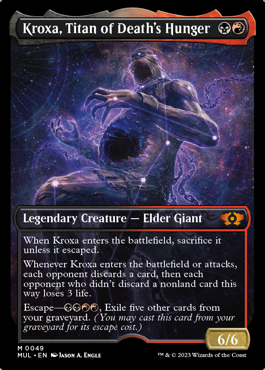 Kroxa, Titan of Death's Hunger
Legendary Creature — Elder Giant
When Kroxa enters the battlefield, sacrifice it
unless it escaped.
Whenever Kroxa enters the battlefield or attacks,
each opponent discards a card, then each
opponent who didn't discard a nonland card this
way loses 3 life.
Escape—, Exile five other cards from
your graveyard. (You may cast this card from your
graveyard for its escape cost.)
6/6
M 0049
MUL • EN Jason A. Engle
™ & © 2023 Wizards of the Coast